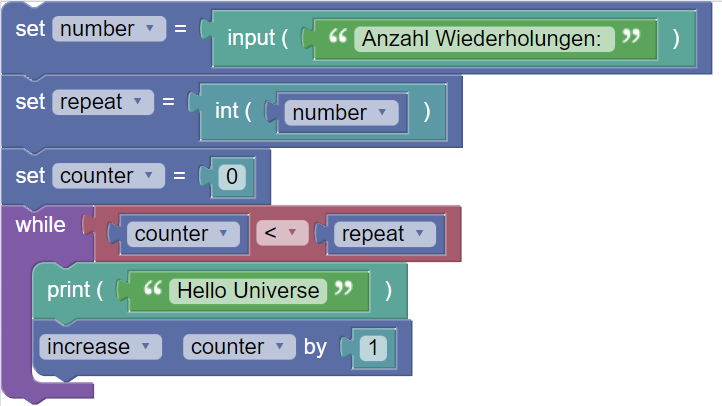 set number ▾ = input ( “ Anzahl Wiederholungen: ” )
set repeat ▾ = int ( number ▾ )
set counter ▾ = 0
while counter ▾ < ▾ repeat ▾
print ( “ Hello Universe ” )
increase ▾ counter ▾ by 1